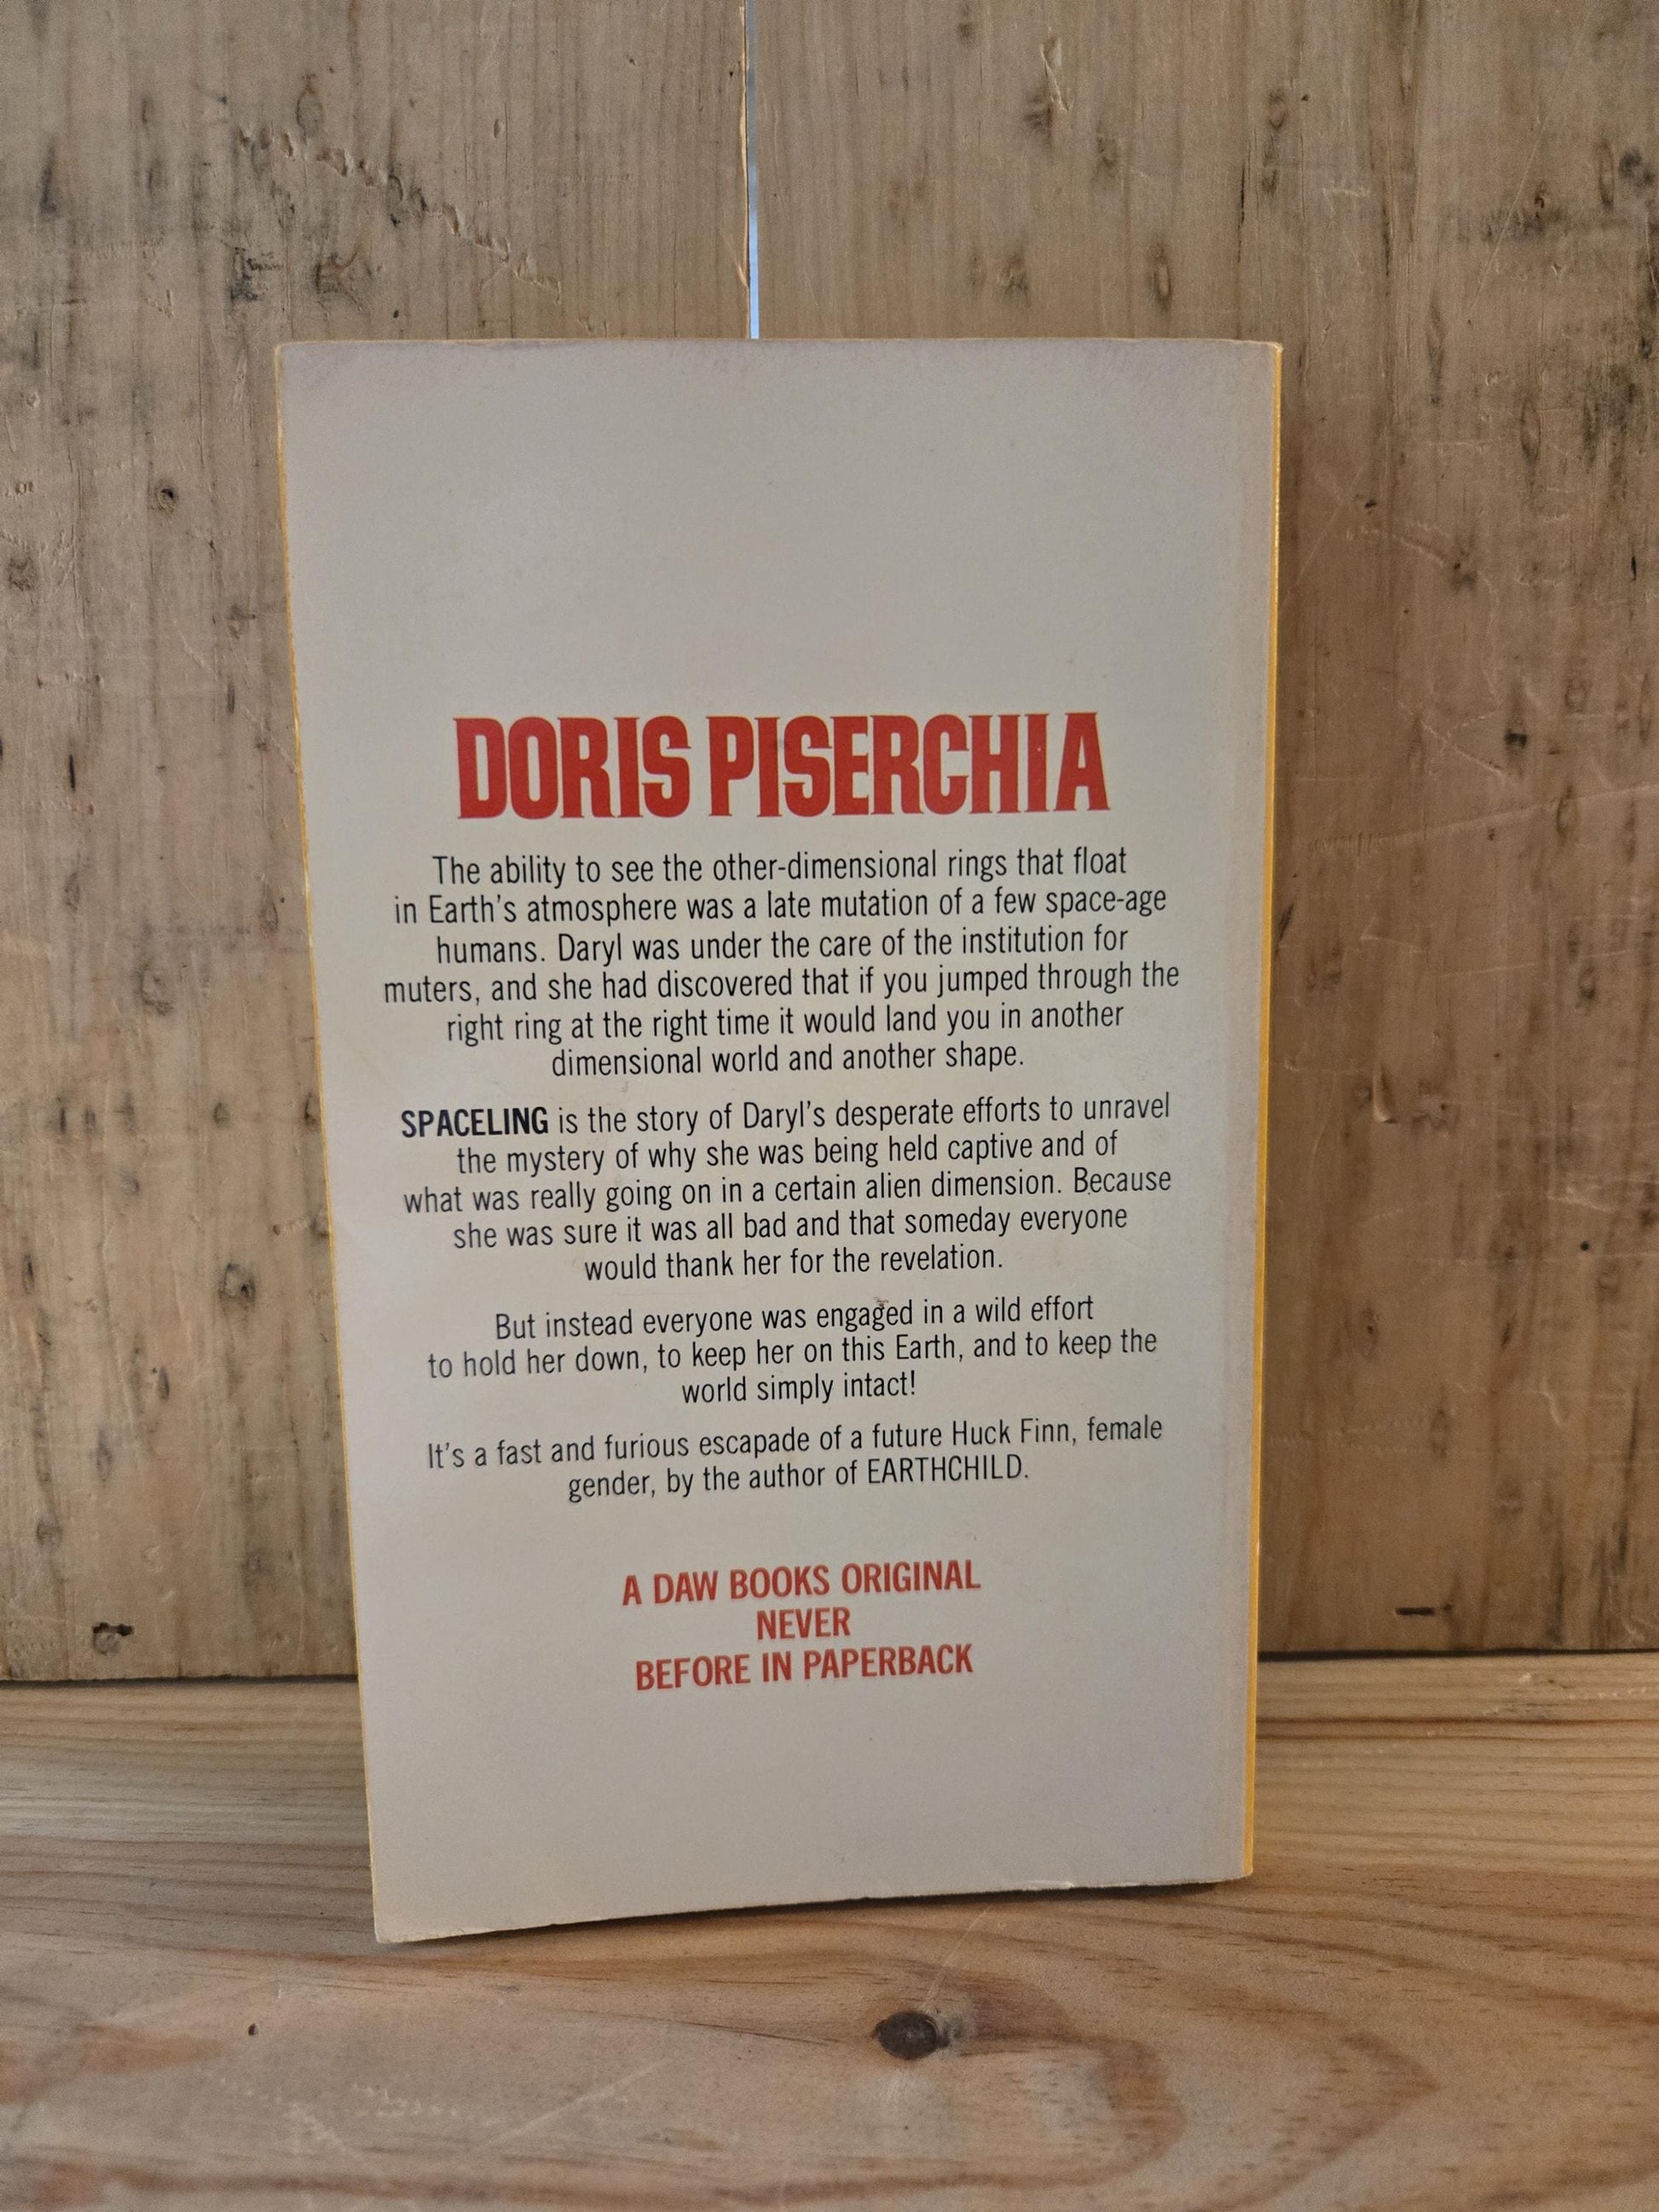 DORIS PISERCHIA
The ability to see the other-dimensional rings that float
in Earth's atmosphere was a late mutation of a few space-age
humans. Daryl was under the care of the institution for
muters, and she had discovered that if you jumped through the
right ring at the right time it would land you in another
dimensional world and another shape.
SPACELING is the story of Daryl's desperate efforts to unravel
the mystery of why she was being held captive and of
what was really going on in a certain alien dimension. Because
she was sure it was all bad and that someday everyone
would thank her for the revelation.
But instead everyone was engaged in a wild effort
to hold her down, to keep her on this Earth, and to keep the
world simply intact!
It's a fast and furious escapade of a future Huck Finn, female
gender, by the author of EARTHCHILD.
A DAW BOOKS ORIGINAL
NEVER
BEFORE IN PAPERBACK